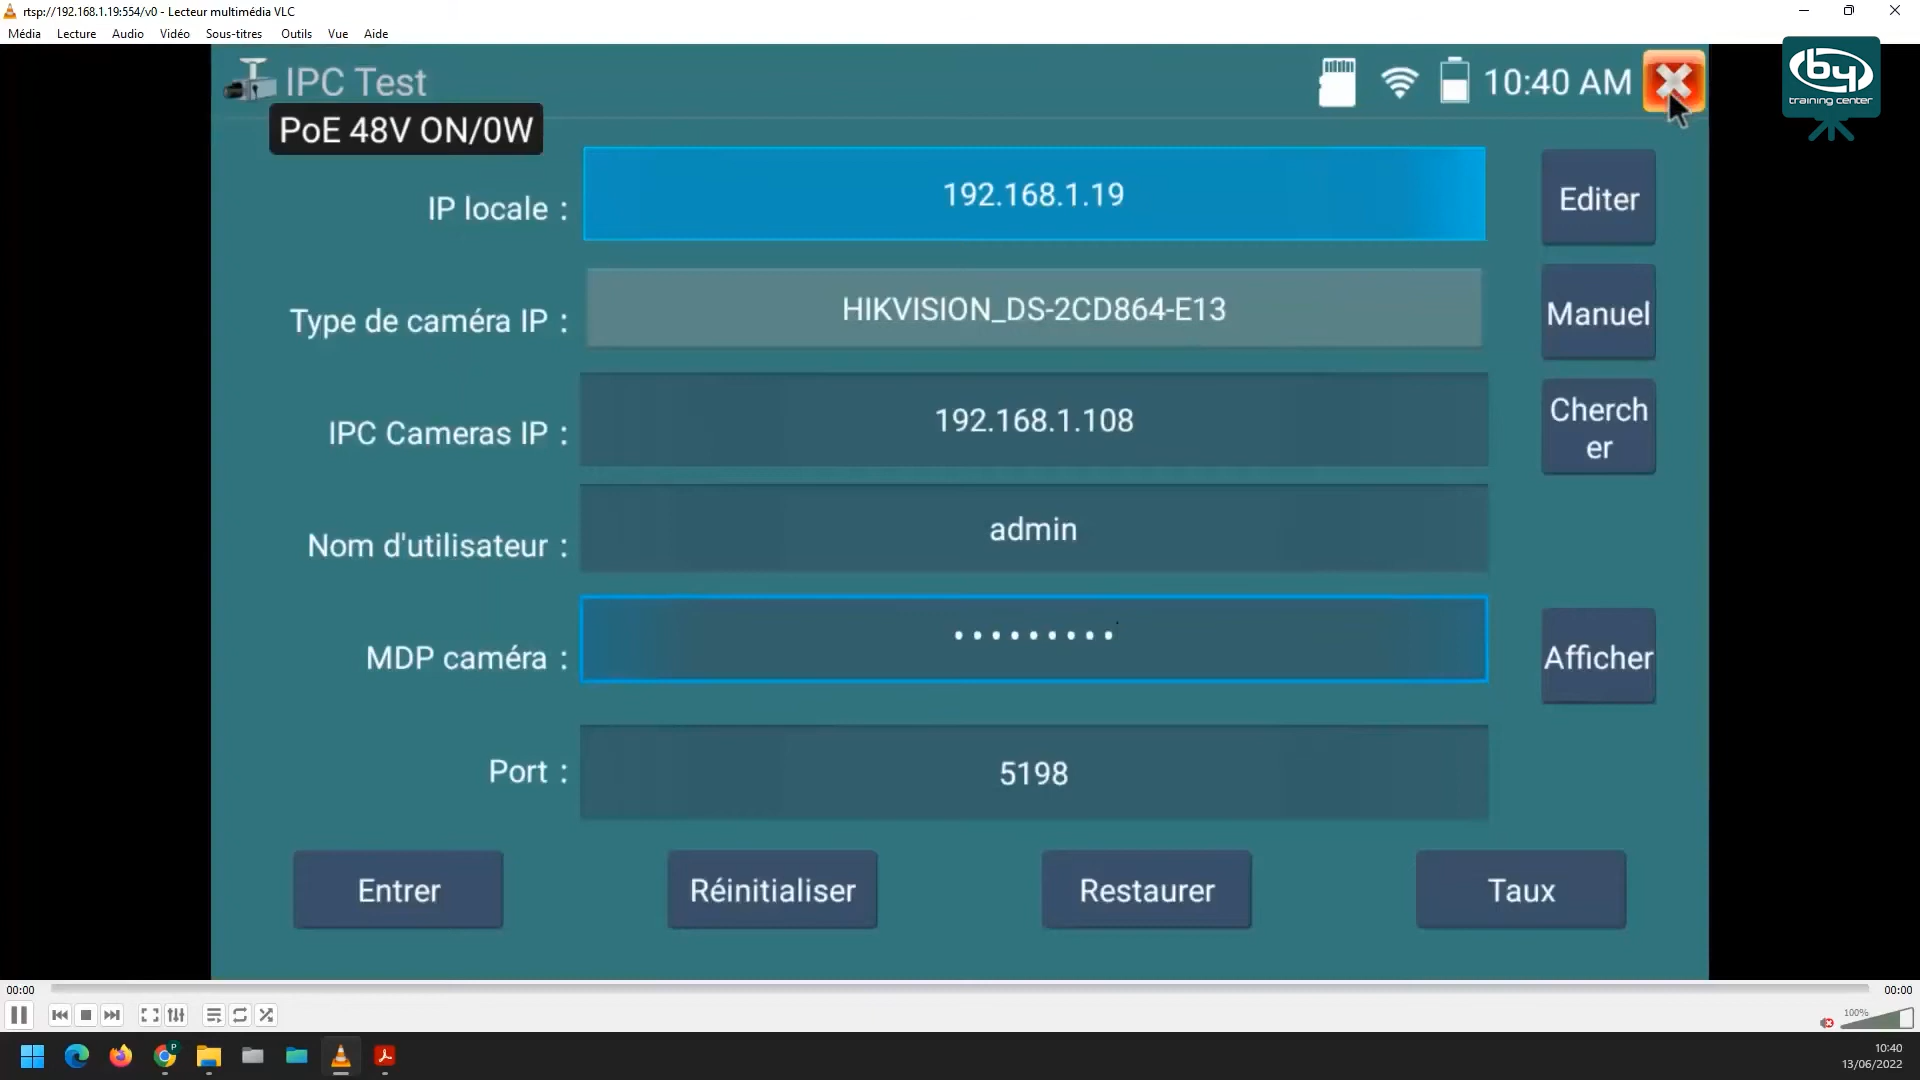 rtsp://192.168.1.19:554/v0 - Lecteur multimédia VLC
Média Lecture Audio Vidéo Sous-titres Outils Vue Aide
IPC Test
10:40 AM
by
training center
PoE 48V ON/0W
IP locale :
192.168.1.19
Editer
Type de caméra IP :
HIKVISION_DS-2CD864-E13
Manuel
IPC Cameras IP :
192.168.1.108
Cherch
er
Nom d'utilisateur :
admin
MDP caméra :
•••••••••
Afficher
Port :
5198
Entrer
Réinitialiser
Restaurer
Taux
00:00
00:00
100%
P
10:40
13/06/2022